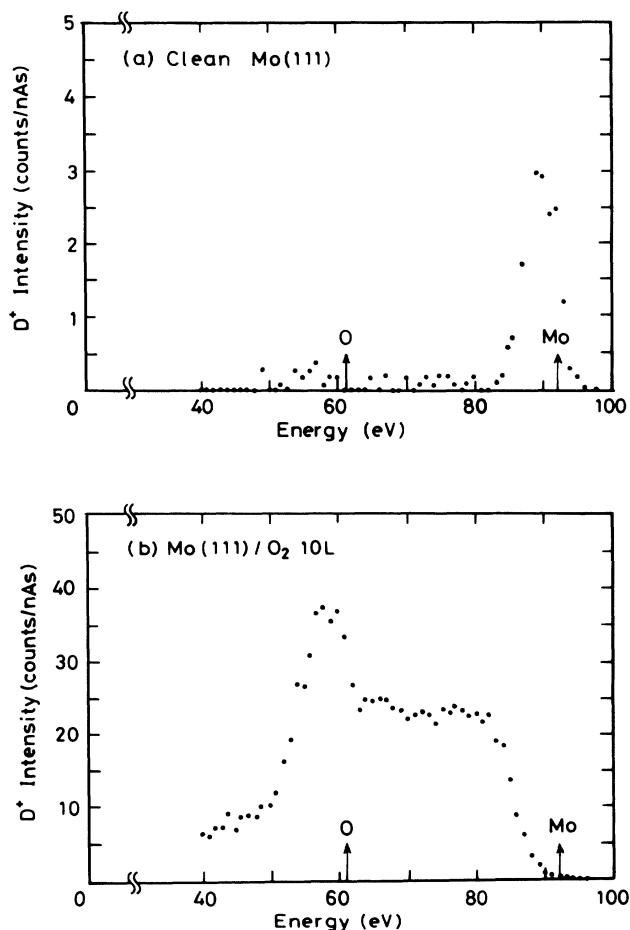 5
(a) Clean Mo(111)
4
3
2
1
0
D⁺ Intensity (counts/nAs)
O
Mo
40
60
80
100
Energy (eV)
50
(b) Mo(111)/O₂ 10L
40
30
20
10
0
D⁺ Intensity (counts/nAs)
O
Mo
40
60
80
100
Energy (eV)